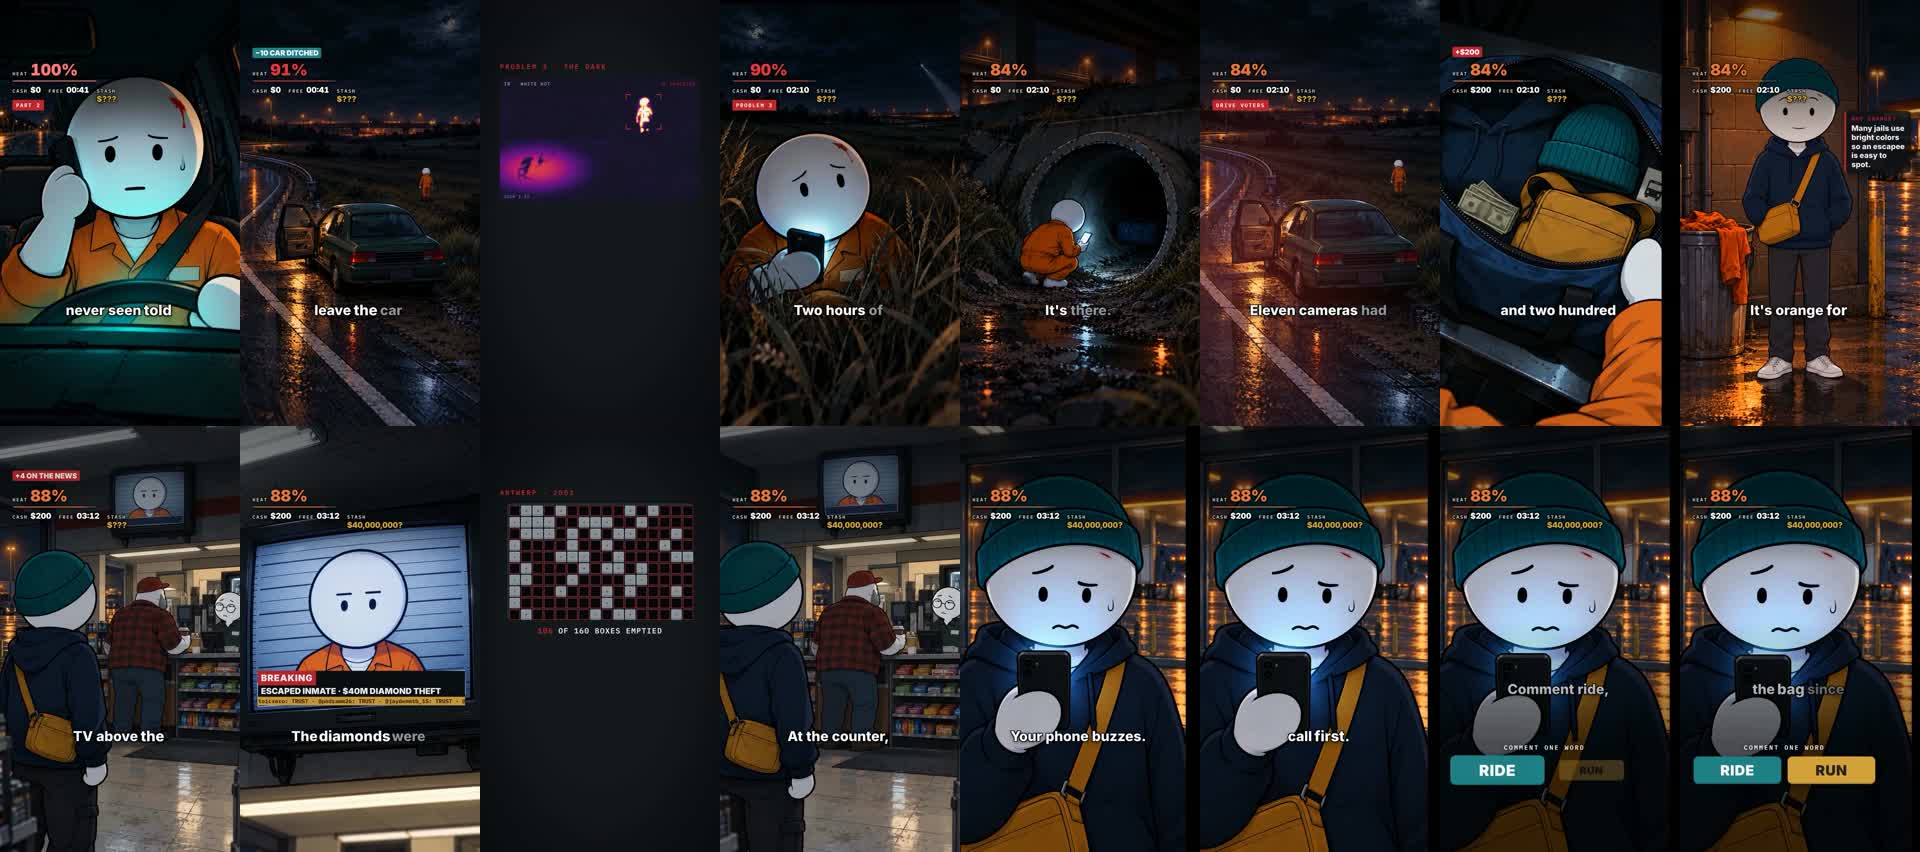 HEAT 100%
CASH $0 FREE 00:41 STASH
$???
PART 2
never seen told
-10 CAR DITCHED
HEAT 91%
CASH $0 FREE 00:41 STASH
$???
leave the car
PROBLEM 3 THE DARK
IR WHITE HOT
HEAT 90%
CASH $0 FREE 02:10 STASH
$???
PROBLEM 3
Two hours of
HEAT 84%
CASH $0 FREE 02:10 STASH
$???
It's there.
HEAT 84%
CASH $0 FREE 02:10 STASH
$???
DRIVE VOTERS
Eleven cameras had
+$200
HEAT 84%
CASH $200 FREE 02:10 STASH
$???
and two hundred
HEAT 84%
CASH $200 FREE 02:10 STASH
$???
WHY ORANGE?
Many jails use
bright colors
so an escapee
is easy to
spot.
It's orange for
+4 ON THE NEWS
HEAT 88%
CASH $200 FREE 03:12 STASH
$???
TV above the
HEAT 88%
CASH $200 FREE 03:12 STASH
$40,000,000?
BREAKING
ESCAPED INMATE · $40M DIAMOND THEFT
The diamonds were
ANTWERP · 2003
106 OF 160 BOXES EMPTIED
HEAT 88%
CASH $200 FREE 03:12 STASH
$40,000,000?
At the counter,
HEAT 88%
CASH $200 FREE 03:12 STASH
$40,000,000?
Your phone buzzes.
HEAT 88%
CASH $200 FREE 03:12 STASH
$40,000,000?
call first.
HEAT 88%
CASH $200 FREE 03:12 STASH
$40,000,000?
Comment ride,
COMMENT ONE WORD
RIDE RUN
HEAT 88%
CASH $200 FREE 03:12 STASH
$40,000,000?
the bag since
COMMENT ONE WORD
RIDE RUN